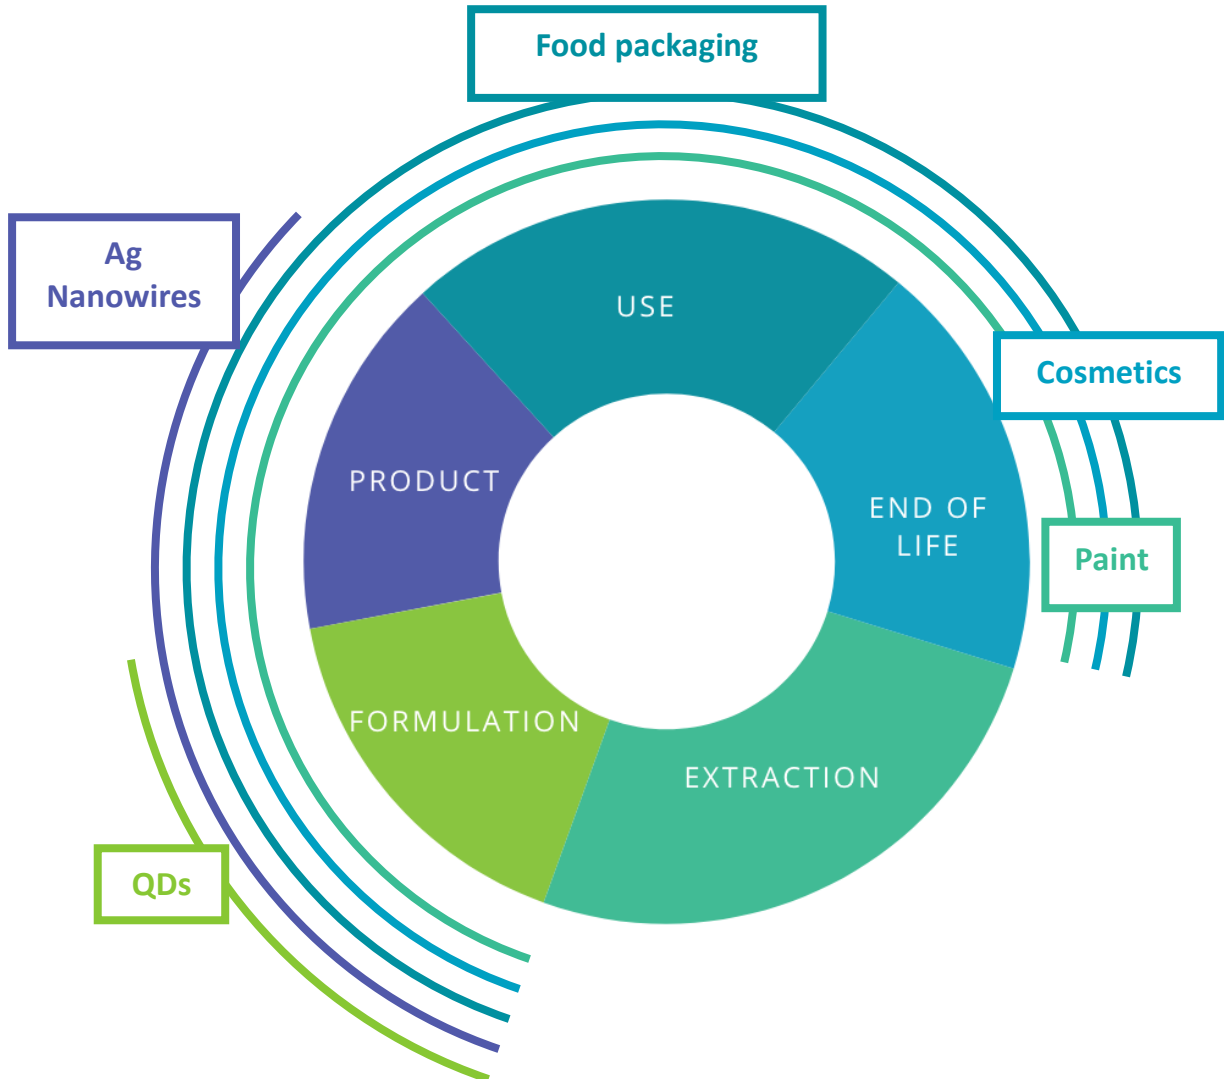 Food packaging
Ag
Nanowires
USE
Cosmetics
PRODUCT
END OF
LIFE
Paint
FORMULATION
EXTRACTION
QDs